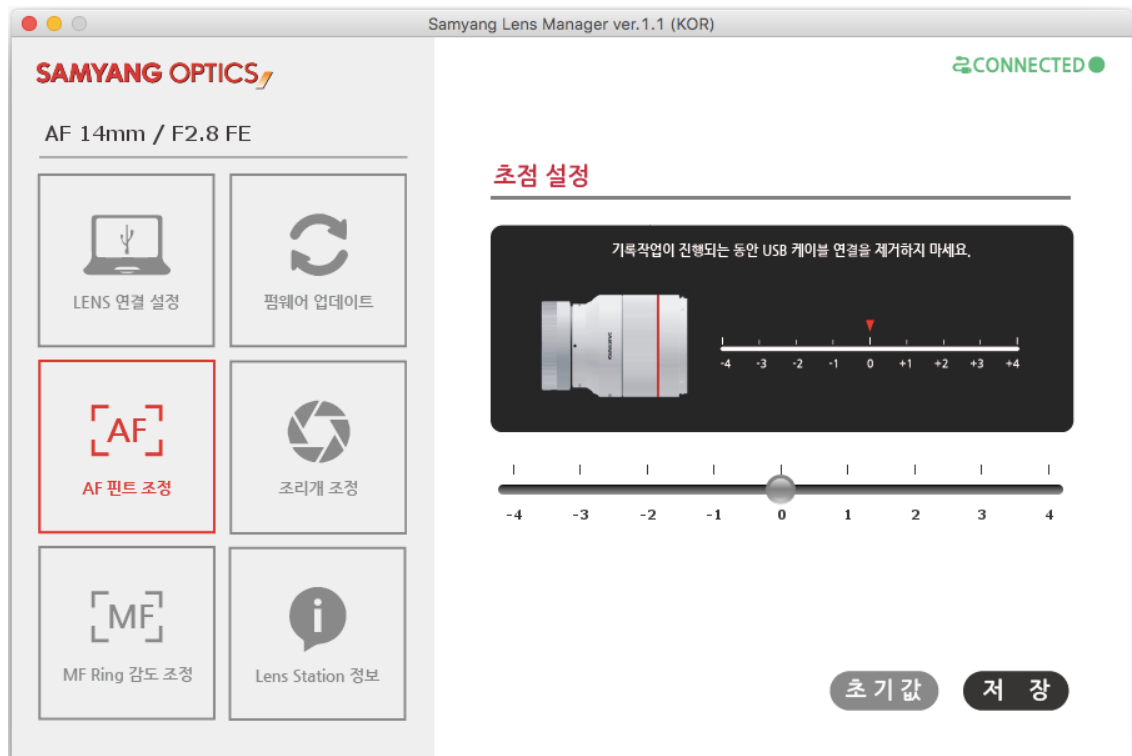 Samyang Lens Manager ver.1.1 (KOR)
SAMYANG OPTICS
CONNECTED
AF 14mm / F2.8 FE
LENS 연결 설정
펌웨어 업데이트
AF
AF 핀트 조정
조리개 조정
MF
MF Ring 감도 조정
i
Lens Station 정보
초점 설정
기록작업이 진행되는 동안 USB 케이블 연결을 제거하지 마세요.
SAMYANG
-4 -3 -2 -1 0 +1 +2 +3 +4
-4 -3 -2 -1 0 1 2 3 4
초기값
저 장